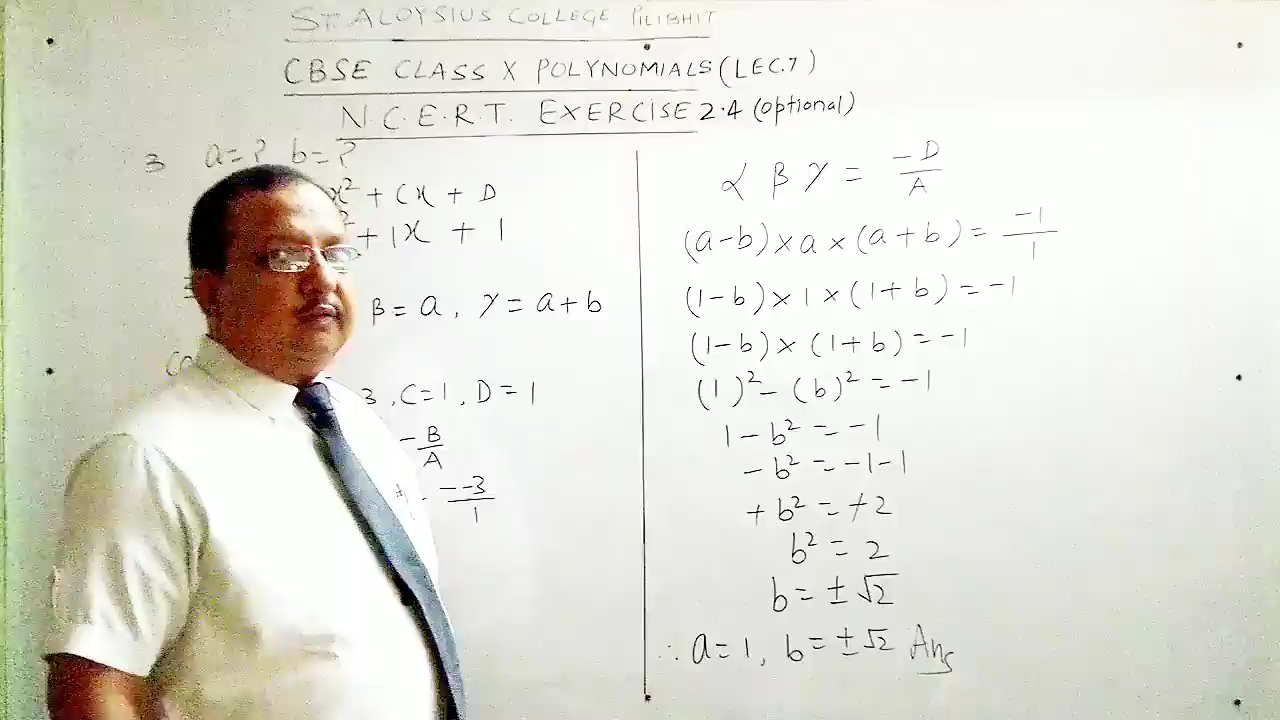 ST. ALOYSIUS COLLEGE PILIBHIT
CBSE CLASS X POLYNOMIALS (LEC.7)
N.C.E.R.T. EXERCISE 2.4 (optional)
3 a=? b=?
x² + Cx + D
² + 1x + 1
β = a, γ = a+b
3, C=1, D=1
-B/A
--3/1
α β γ = -D/A
(a-b)×a×(a+b) = -1/1
(1-b)×1×(1+b) = -1
(1-b)×(1+b) = -1
(1)² - (b)² = -1
1-b² = -1
-b² = -1-1
+b² = +2
b² = 2
b = ±√2
∴ a=1, b=±√2 Ans